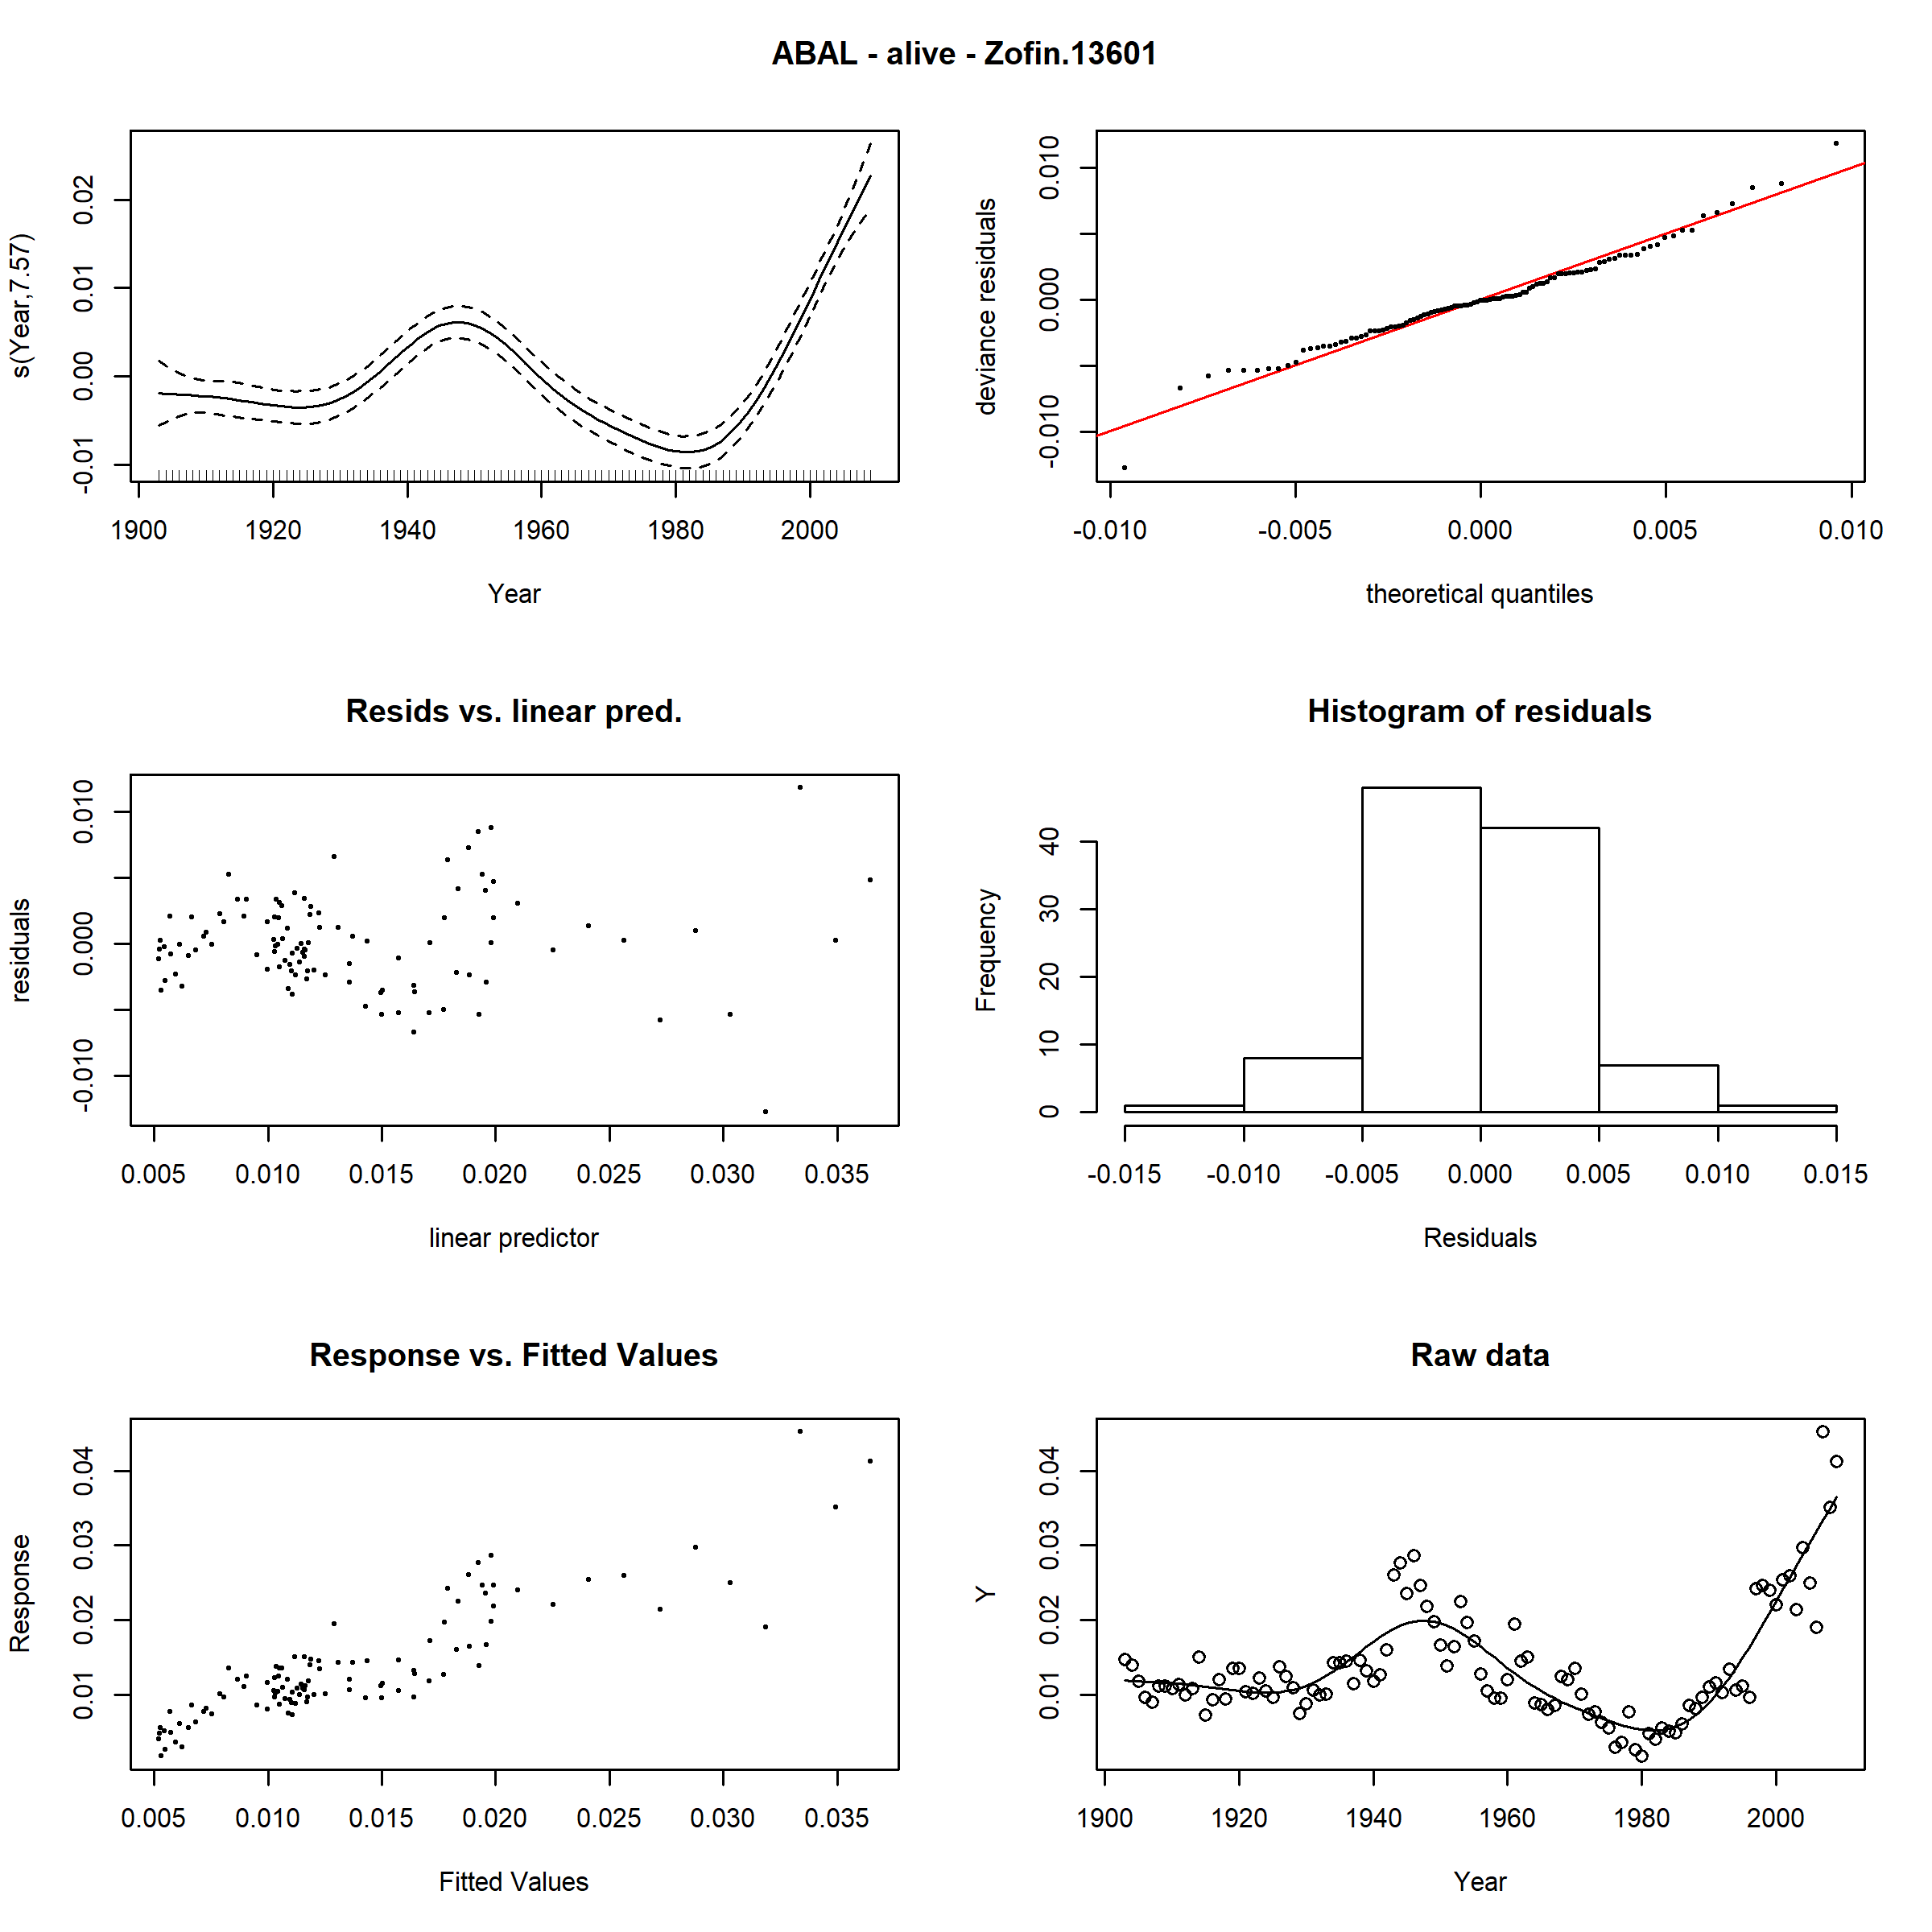 ABAL - alive - Zofin.13601
s(Year,7.57)
-0.01 0.00 0.01 0.02
1900 1920 1940 1960 1980 2000
Year
deviance residuals
-0.010 0.000 0.010
-0.010 -0.005 0.000 0.005 0.010
theoretical quantiles
Resids vs. linear pred.
residuals
-0.010 0.000 0.010
0.005 0.010 0.015 0.020 0.025 0.030 0.035
linear predictor
Histogram of residuals
Frequency
0 10 20 30 40
-0.015 -0.010 -0.005 0.000 0.005 0.010 0.015
Residuals
Response vs. Fitted Values
Response
0.01 0.02 0.03 0.04
0.005 0.010 0.015 0.020 0.025 0.030 0.035
Fitted Values
Raw data
Y
0.01 0.02 0.03 0.04
1900 1920 1940 1960 1980 2000
Year